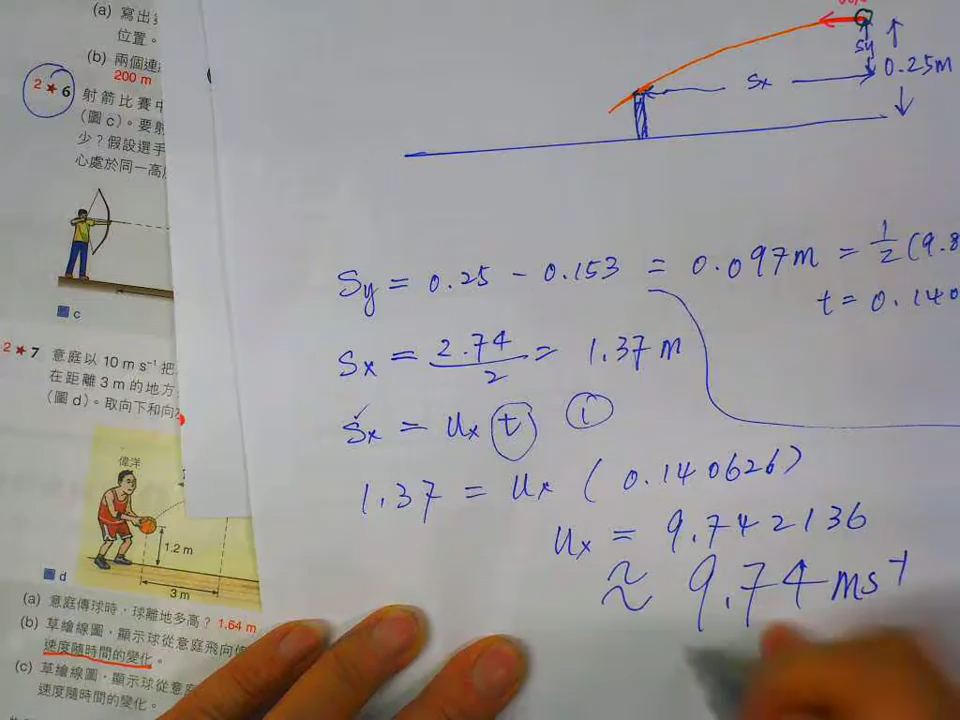 (a) 寫出
位置。
(b) 兩個連
200 m
2★6 射箭比賽中
(圖c)。要射
少？假設選手
心處於同一高
圖 c
2★7 意庭以 10 m s⁻¹ 把
在距離 3 m 的地方
(圖 d)。取向下和向
偉洋
1.2 m
3 m
圖 d
(a) 意庭傳球時，球離地多高？ 1.64 m
(b) 草繪線圖，顯示球從意庭飛向偉
速度隨時間的變化。
(c) 草繪線圖，顯示球從意庭
速度隨時間的變化。
Sy
0.25m
Sx
Sy = 0.25 - 0.153 = 0.097m = 1/2 (9.8
t = 0.140
Sx = 2.74/2 = 1.37 m
Sx = ux t
1.37 = ux (0.140626)
ux = 9.742136
≈ 9.74 ms⁻¹